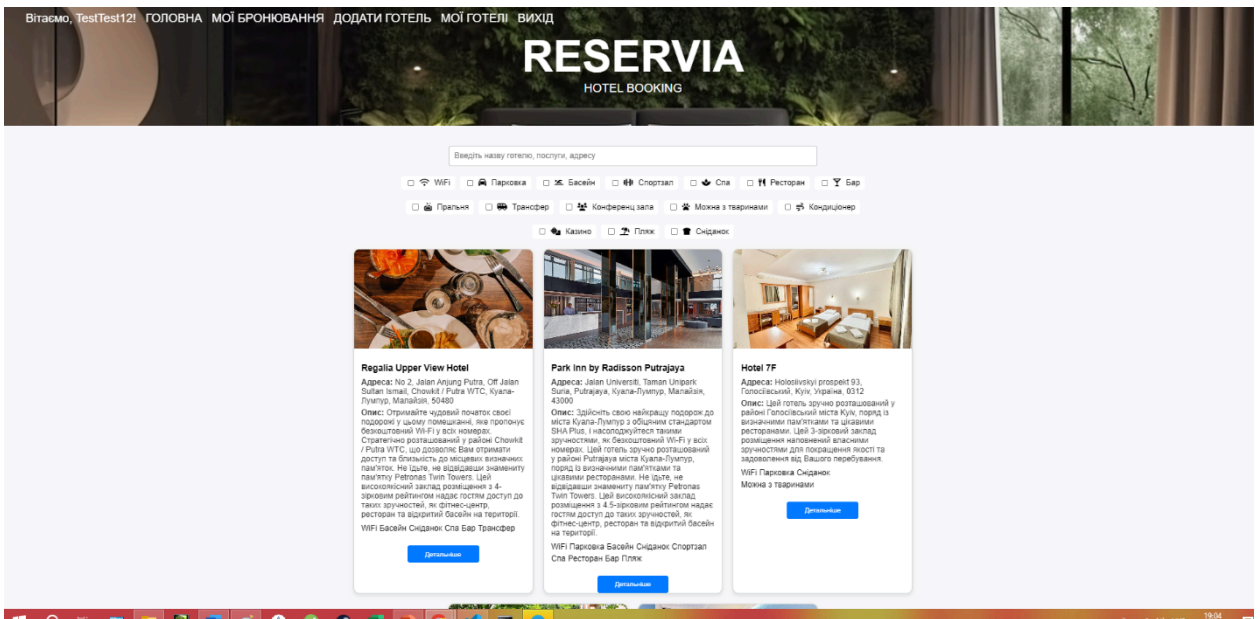 Вітаємо, TestTest12! ГОЛОВНА МОЇ БРОНЮВАННЯ ДОДАТИ ГОТЕЛЬ МОЇ ГОТЕЛІ ВИХІД
RESERVIA
HOTEL BOOKING
Введіть назву готелю, послуги, адресу
WiFi Парковка Басейн Спортзал Спа Ресторан Бар
Пральня Трансфер Конференц зала Можна з тваринами Кондиціонер
Казино Пляж Сніданок
Regalia Upper View Hotel
Адреса: No 2, Jalan Anjung Putra, Off Jalan
Sultan Ismail, Chowkit / Putra WTC, Куала-
Лумпур, Малайзія, 50480
Опис: Отримайте чудовий початок своєї
подорожі у цьому помешканні, яке пропонує
безкоштовний Wi-Fi у всіх номерах.
Стратегічно розташований у районі Chowkit
/ Putra WTC, що дозволяє Вам отримати
доступ та близькість до місцевих визначних
пам'яток. Не їдьте, не відвідавши знамениту
пам'ятку Petronas Twin Towers. Цей
високоякісний заклад розміщення з 4-
зірковим рейтингом надає гостям доступ до
таких зручностей, як фітнес-центр,
ресторан та відкритий басейн на території.
WiFi Басейн Сніданок Спа Бар Трансфер
Детальніше
Park Inn by Radisson Putrajaya
Адреса: Jalan Universiti, Taman Unipark
Suria, Putrajaya, Куала-Лумпур, Малайзія,
43000
Опис: Здійсніть свою найкращу подорож до
міста Куала-Лумпур з обіцяним стандартом
SHA Plus, і насолоджуйтеся такими
зручностями, як безкоштовний Wi-Fi у всіх
номерах. Цей готель зручно розташований
у районі Putrajaya міста Куала-Лумпур,
поряд із визначними пам'ятками та
цікавими ресторанами. Не їдьте, не
відвідавши знамениту пам'ятку Petronas
Twin Towers. Цей високоякісний заклад
розміщення з 4.5-зірковим рейтингом надає
гостям доступ до таких зручностей, як
фітнес-центр, ресторан та відкритий басейн
на території.
WiFi Парковка Басейн Сніданок Спортзал
Спа Ресторан Бар Пляж
Детальніше
Hotel 7F
Адреса: Holosiivskyi prospekt 93,
Голосіївський, Kyiv, Україна, 0312
Опис: Цей готель зручно розташований у
районі Голосіївський міста Kyiv, поряд із
визначними пам'ятками та цікавими
ресторанами. Цей 3-зірковий заклад
розміщення наповнений власними
зручностями для покращення якості та
задоволення від Вашого перебування.
WiFi Парковка Сніданок
Можна з тваринами
Детальніше
19:04